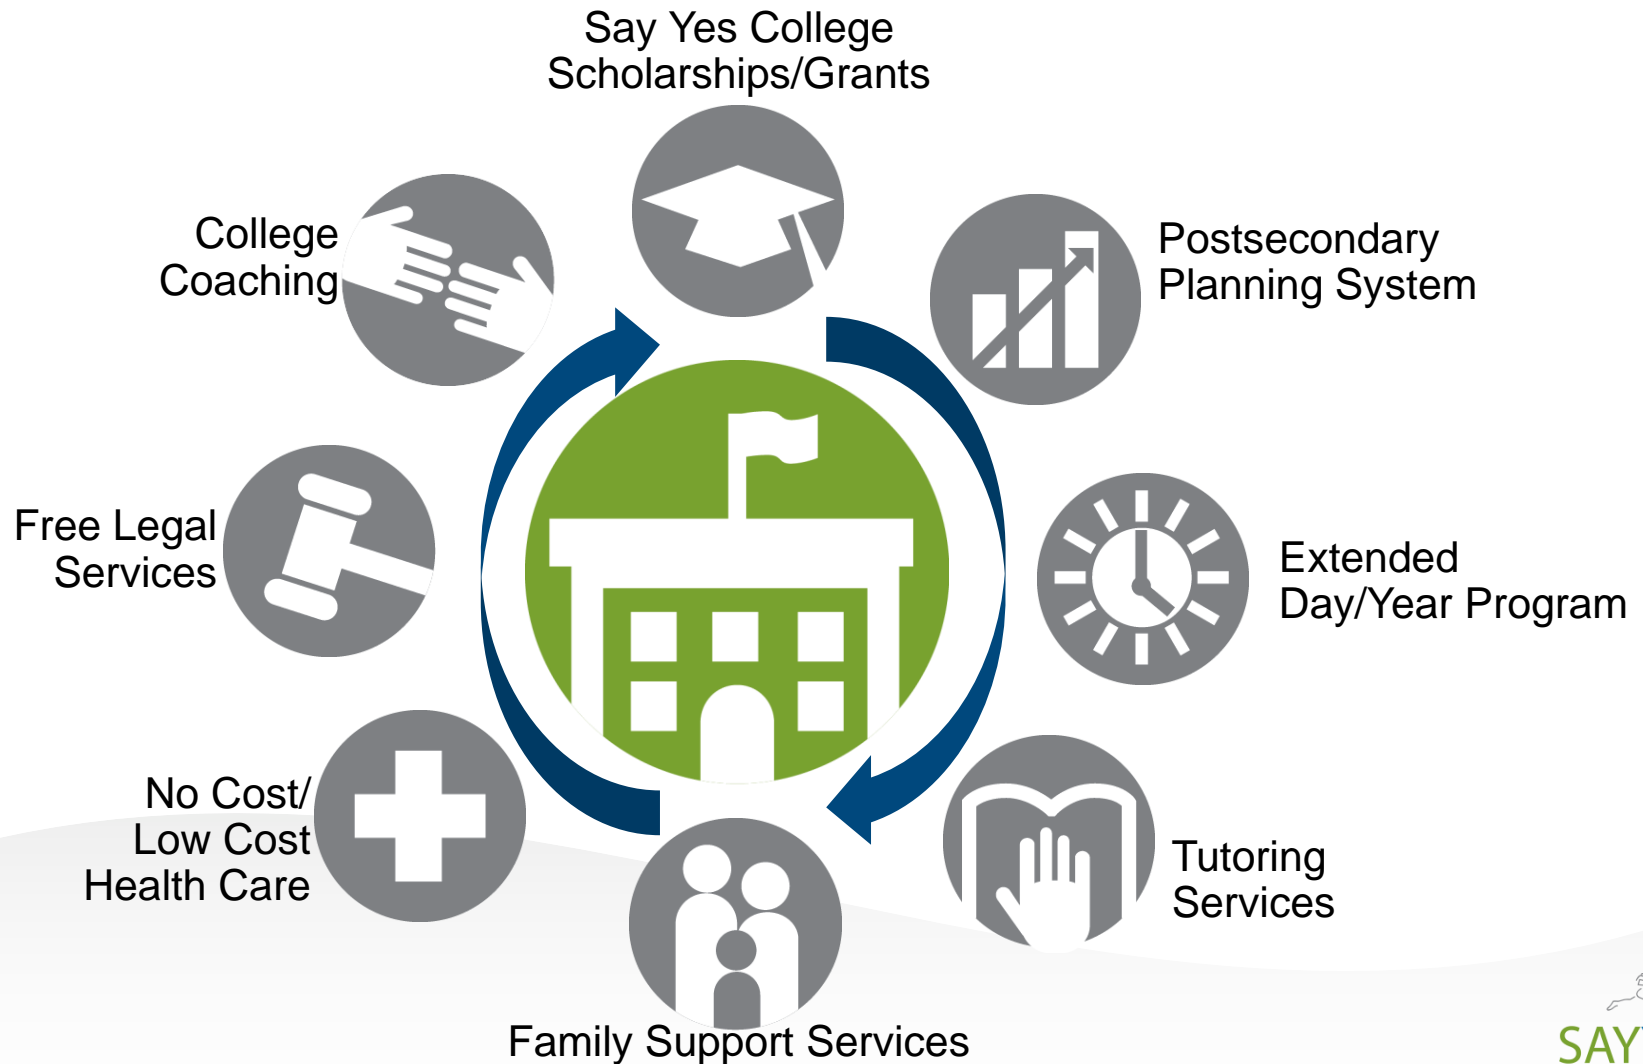 Say Yes College
Scholarships/Grants
College
Coaching
Postsecondary
Planning System
Free Legal
Services
Extended
Day/Year Program
No Cost/
Low Cost
Health Care
Tutoring
Services
Family Support Services
SAY